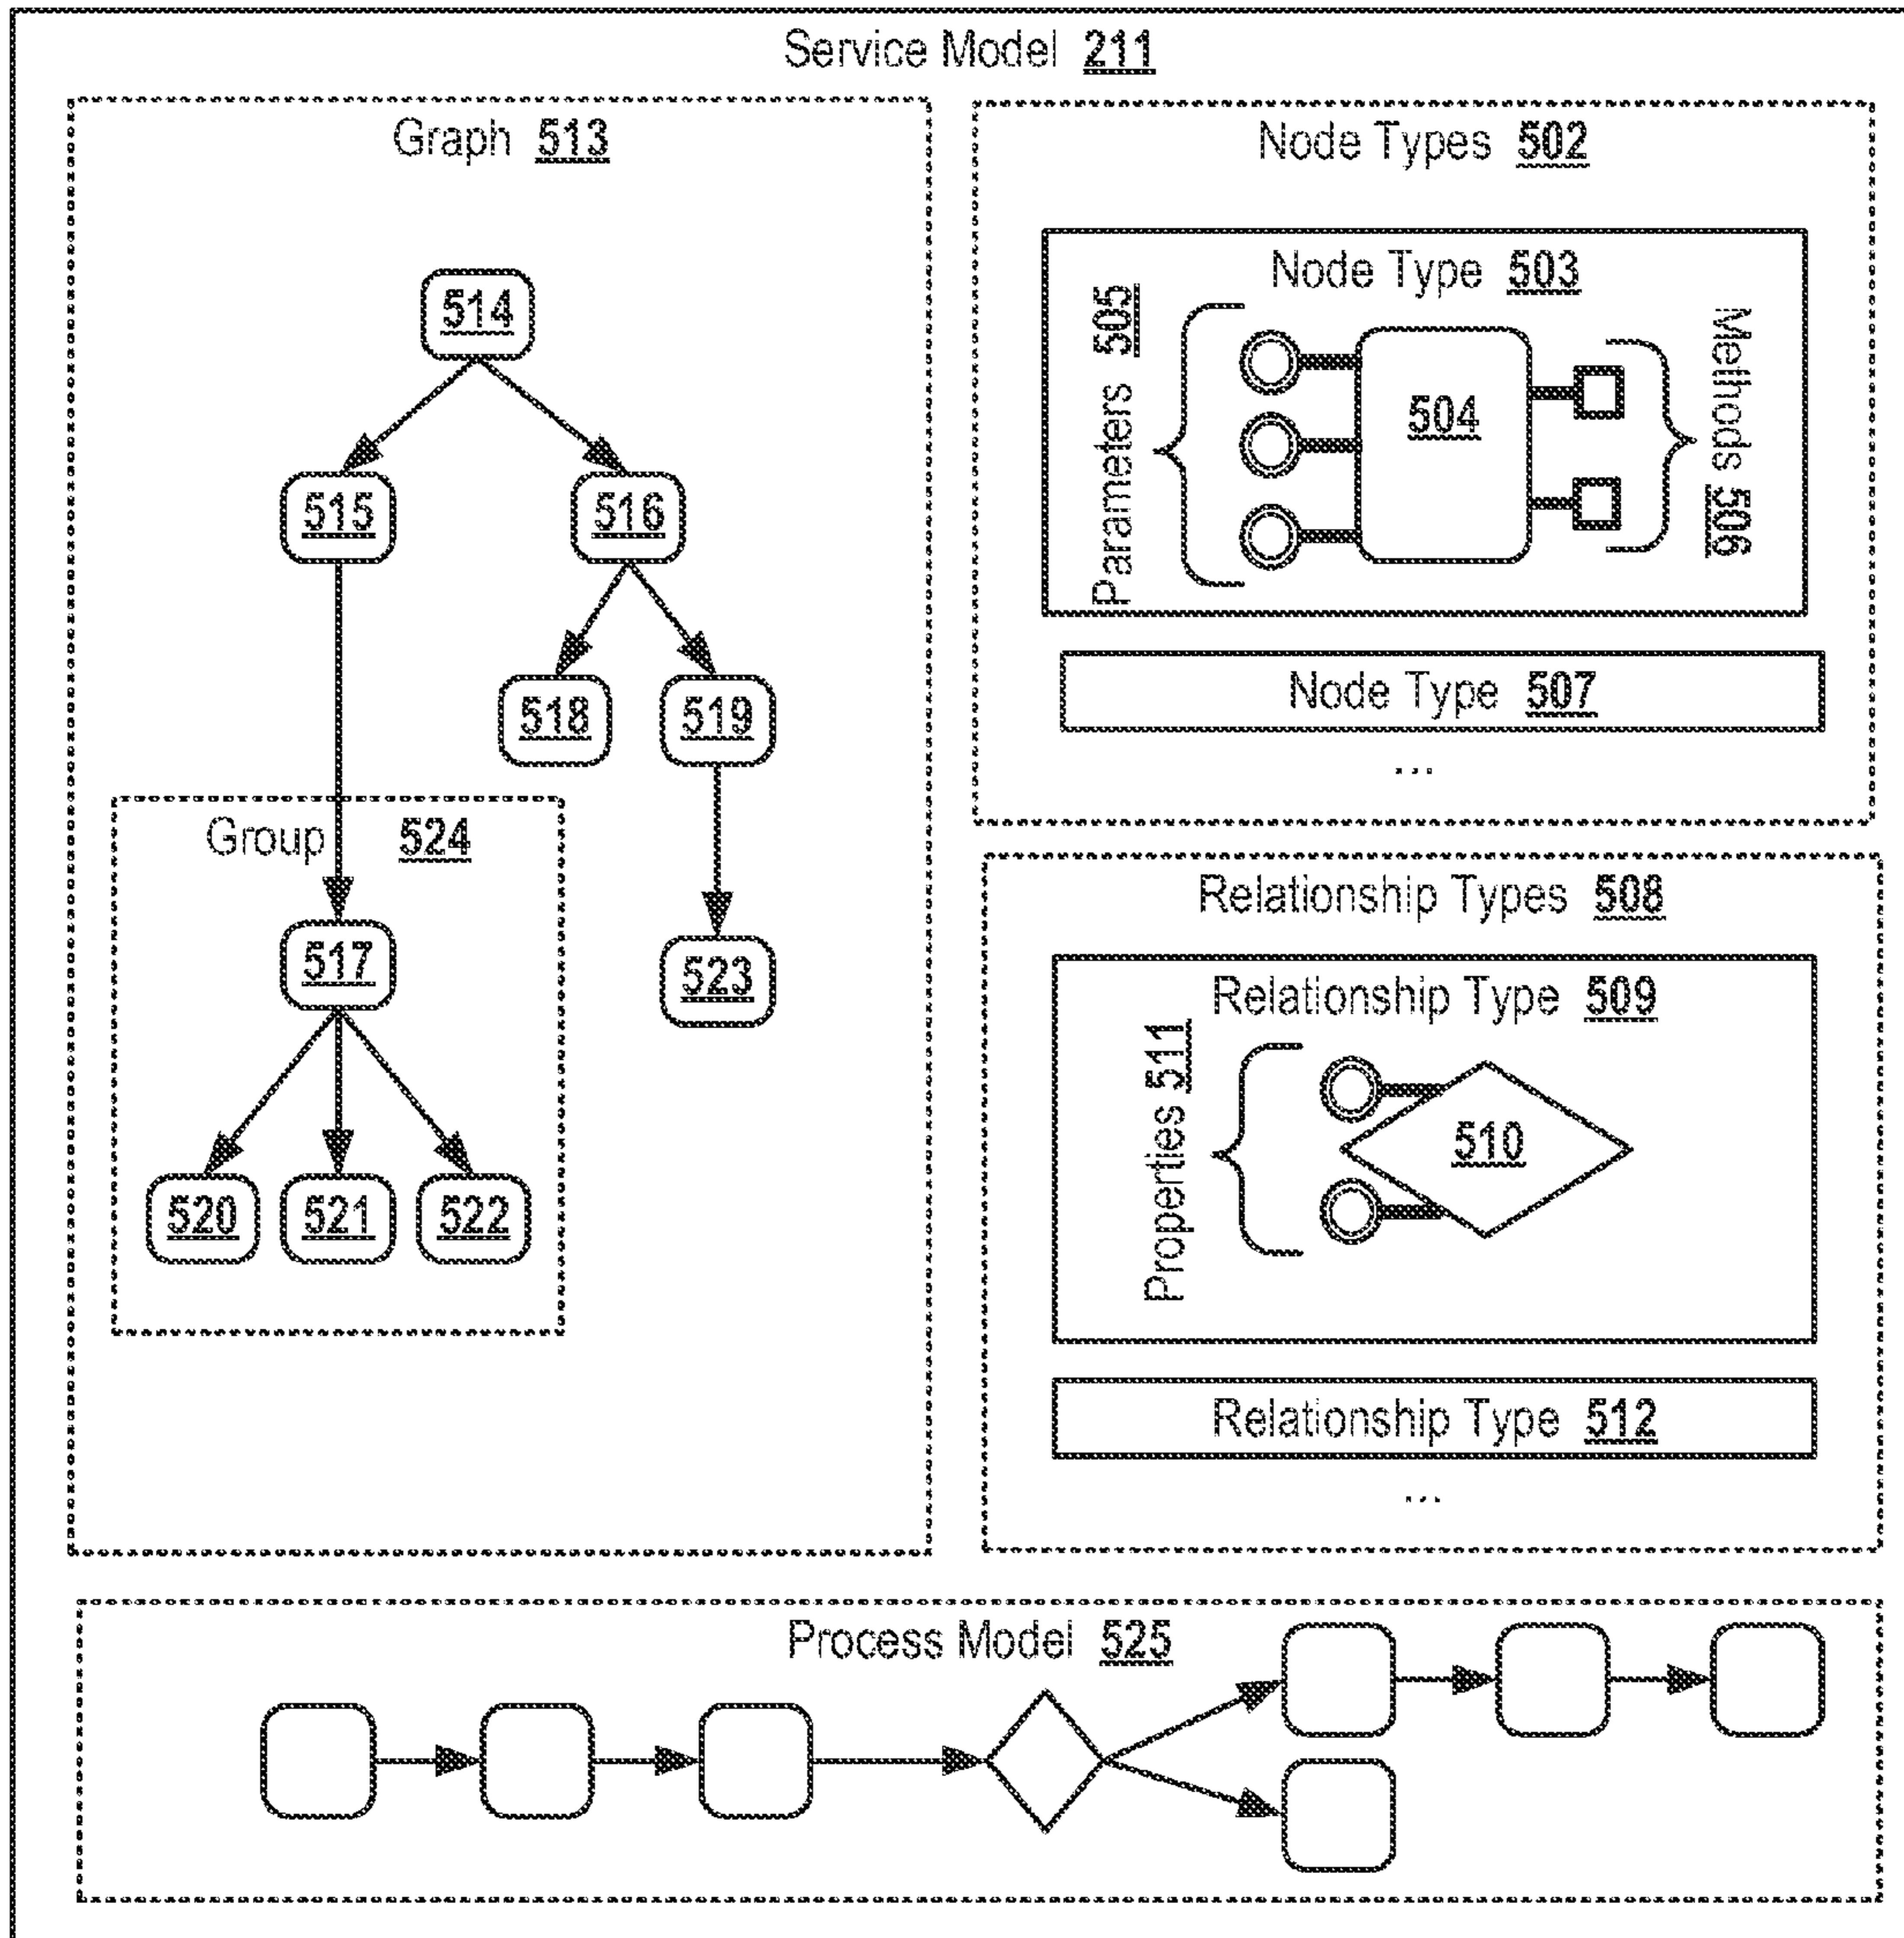 Service Model 211
Graph 513
514
515 516
518 519
Group 524
517
523
520 521 522
Node Types 502
Node Type 503
Parameters 505
504
Methods 506
Node Type 507
...
Relationship Types 508
Relationship Type 509
Properties 511
510
Relationship Type 512
...
Process Model 525